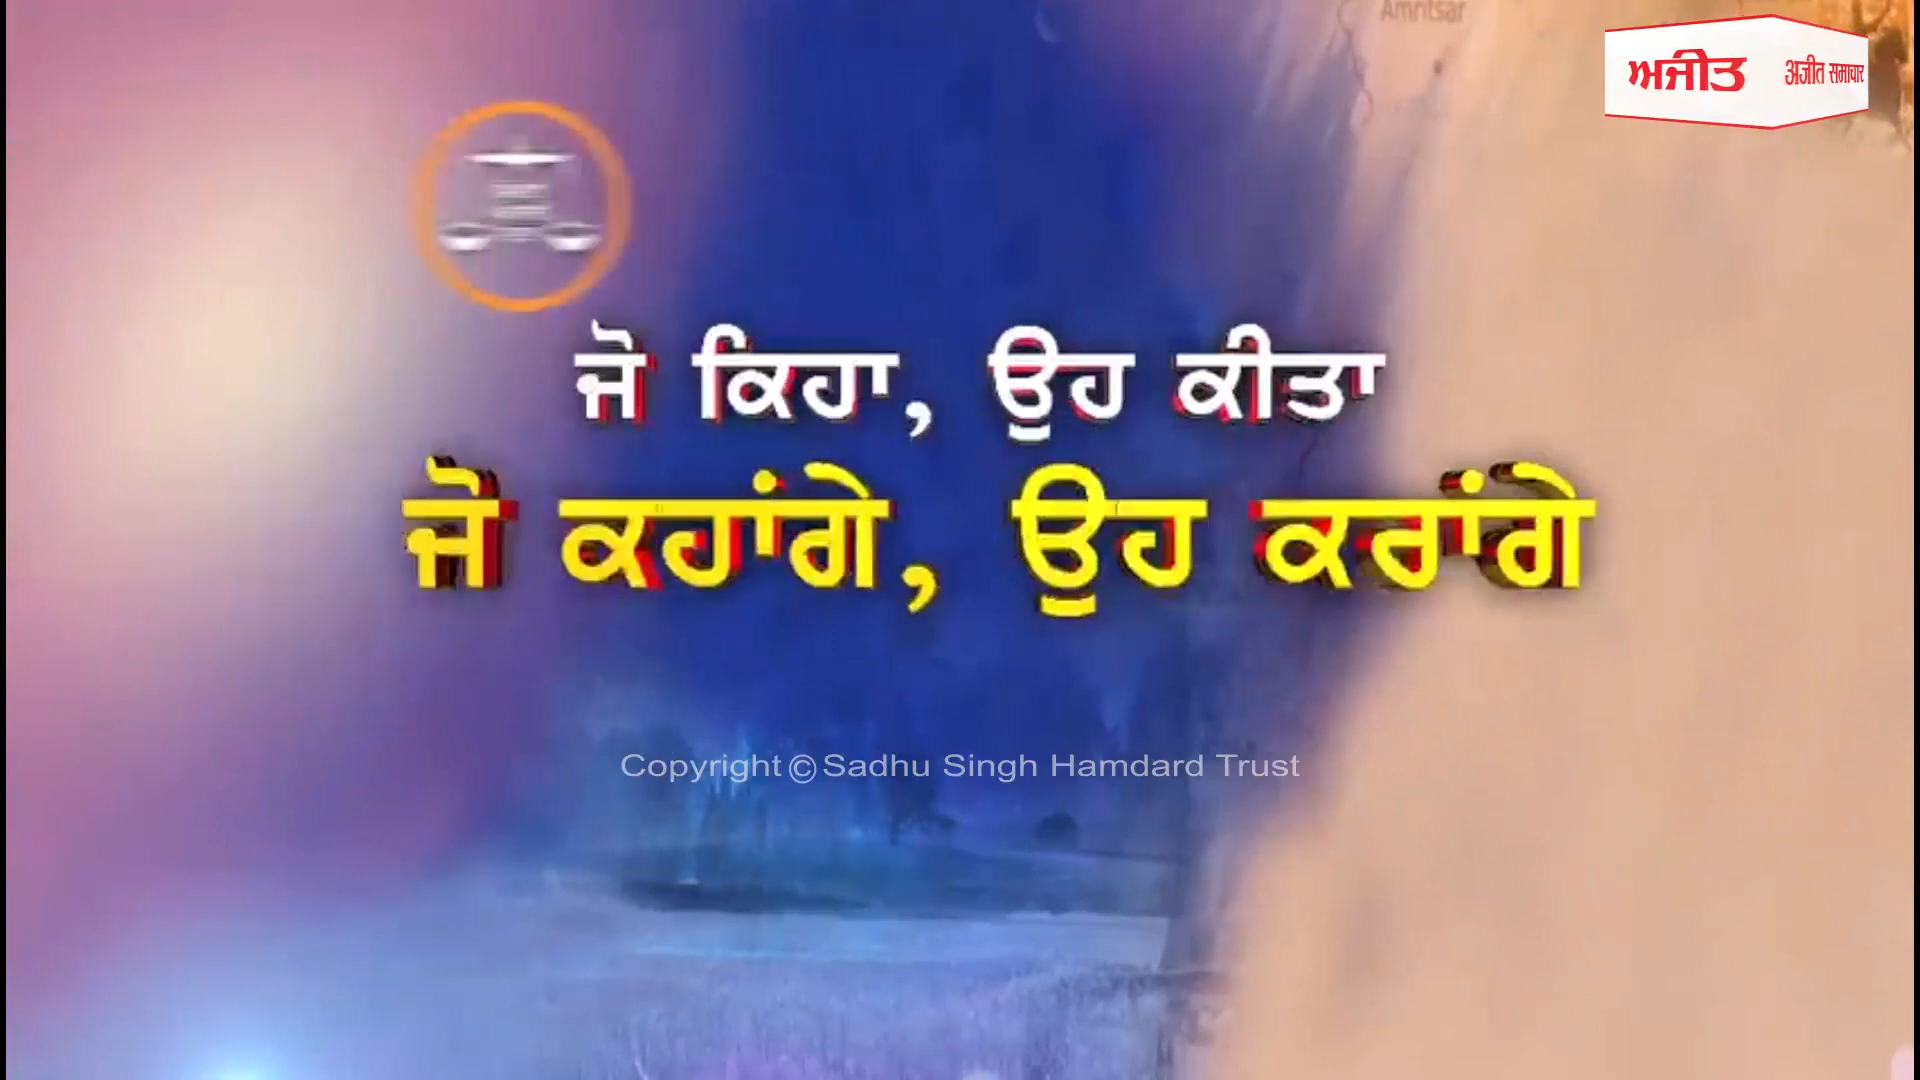 Amritsar
ਅਜੀਤ अजीत समाचार
ਜੋ ਕਿਹਾ, ਉਹ ਕੀਤਾ
ਜੋ ਕਹਾਂਗੇ, ਉਹ ਕਰਾਂਗੇ
Copyright © Sadhu Singh Hamdard Trust